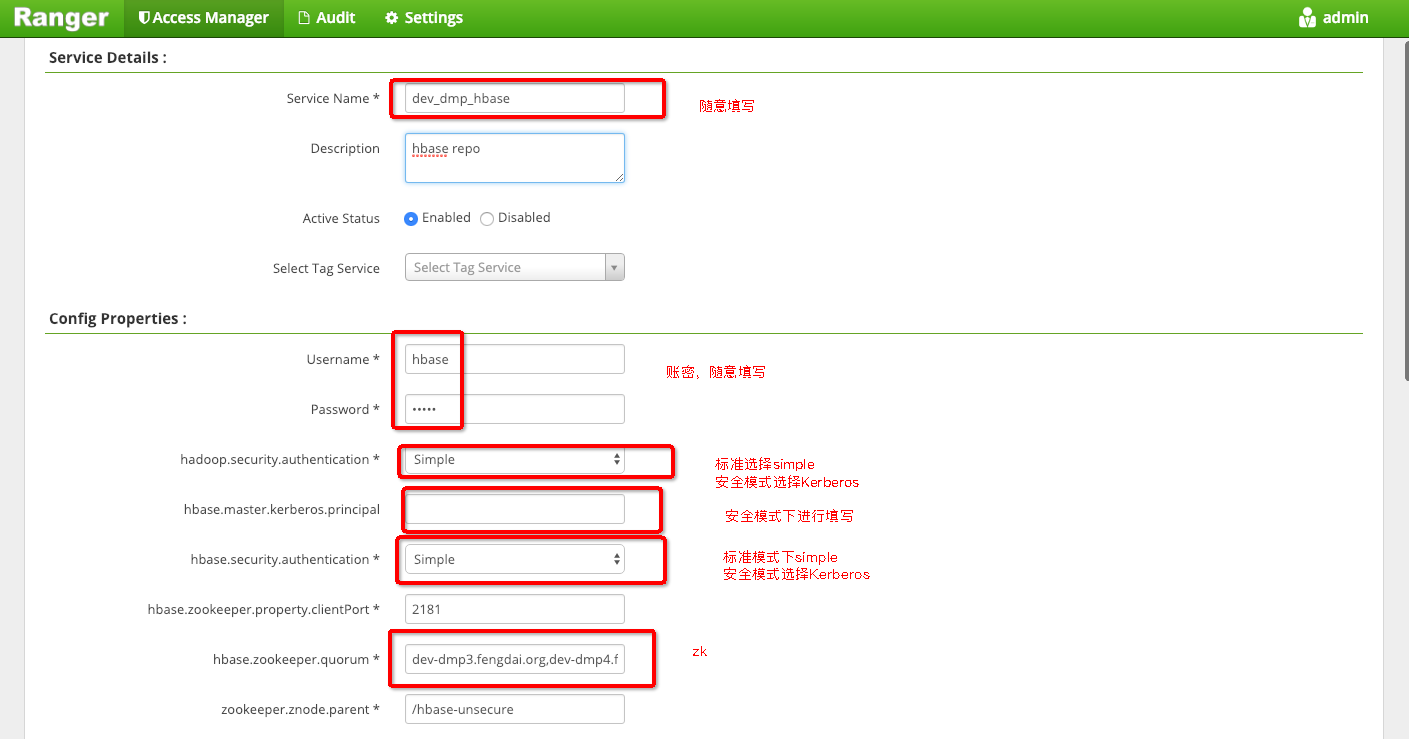 Ranger Access Manager Audit Settings admin
Service Details :
Service Name * dev_dmp_hbase 随意填写
Description hbase repo
Active Status Enabled Disabled
Select Tag Service Select Tag Service
Config Properties :
Username * hbase
账密，随意填写
Password * •••••
hadoop.security.authentication * Simple
标准选择simple
安全模式选择Kerberos
hbase.master.kerberos.principal
安全模式下进行填写
hbase.security.authentication * Simple
标准模式下simple
安全模式选择Kerberos
hbase.zookeeper.property.clientPort * 2181
hbase.zookeeper.quorum * dev-dmp3.fengdai.org,dev-dmp4.f
zk
zookeeper.znode.parent * /hbase-unsecure